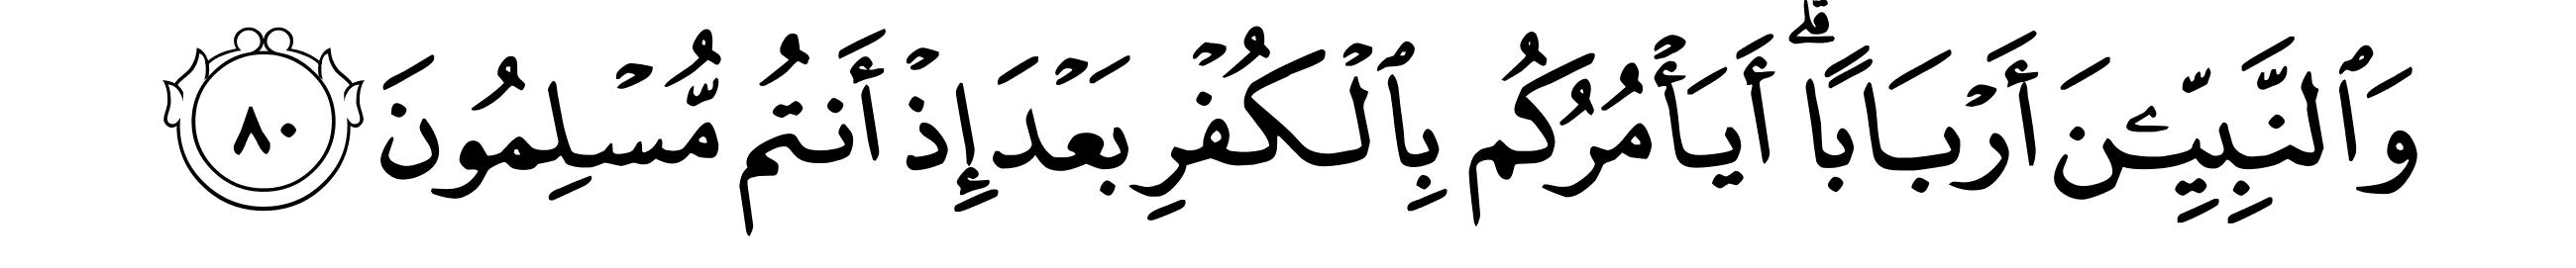 وَٱلنَّبِيِّـۧنَ أَرۡبَابًاۗ أَيَأۡمُرُكُم بِٱلۡكُفۡرِ بَعۡدَ إِذۡ أَنتُم مُّسۡلِمُونَ ٨٠